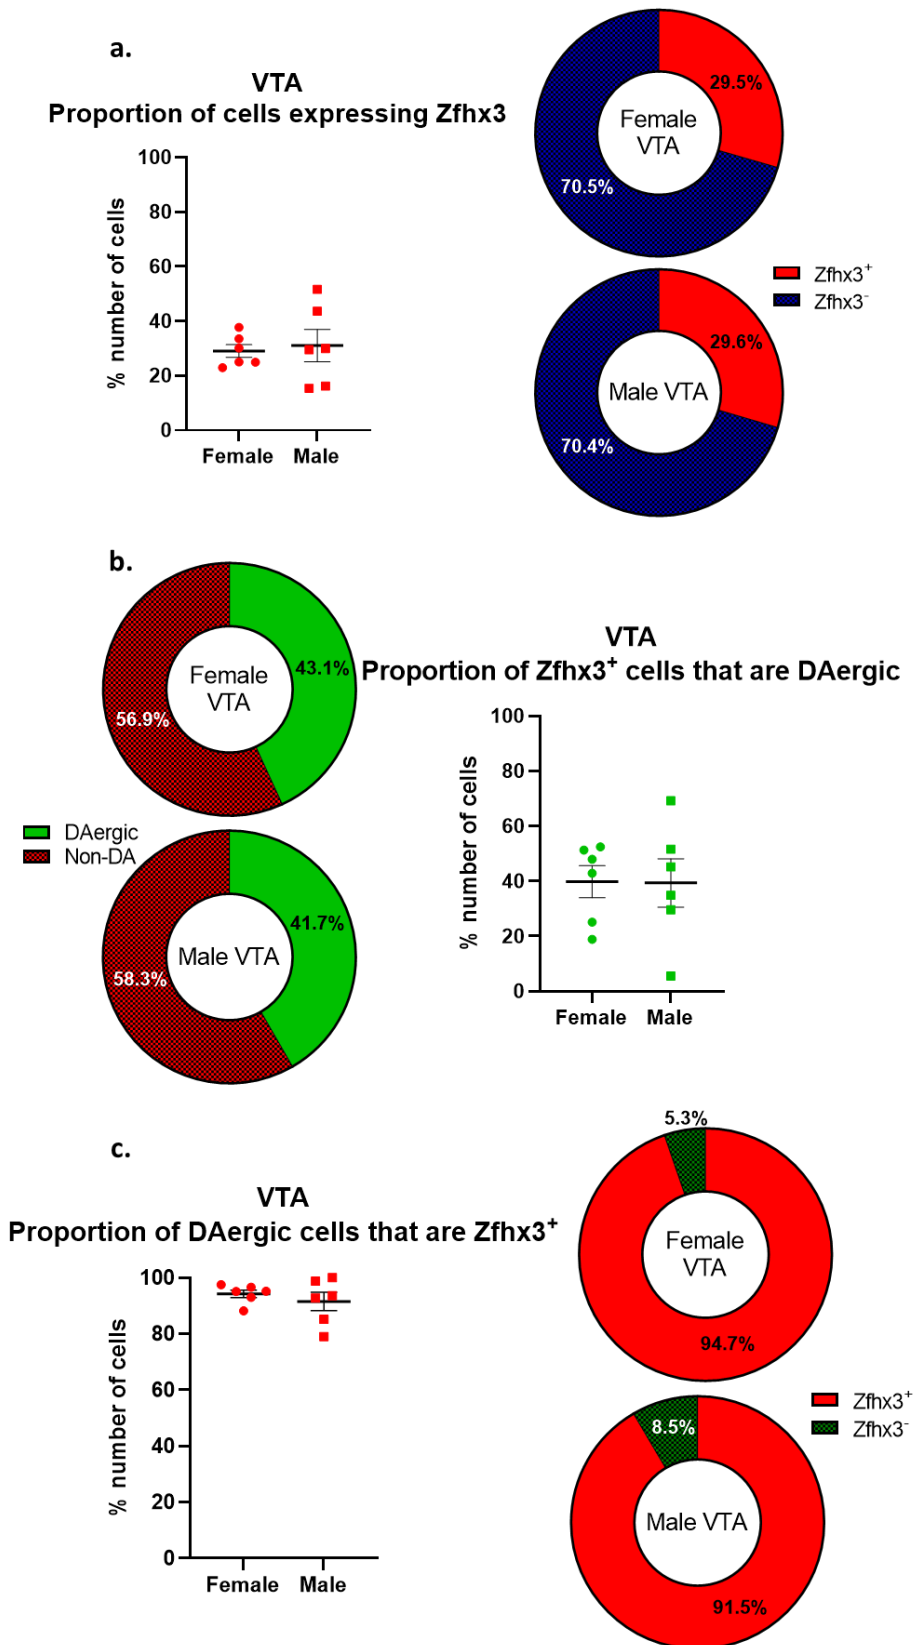 a.
VTA
Proportion of cells expressing Zfhx3
100
80
60
40
20
0
% number of cells
Female
Male
Female
VTA
29.5%
70.5%
Zfhx3⁺
Zfhx3⁻
Male VTA
29.6%
70.4%
b.
Female
VTA
43.1%
56.9%
DAergic
Non-DA
Male VTA
41.7%
58.3%
VTA
Proportion of Zfhx3⁺ cells that are DAergic
100
80
60
40
20
0
% number of cells
Female
Male
c.
VTA
Proportion of DAergic cells that are Zfhx3⁺
100
80
60
40
20
0
% number of cells
Female
Male
5.3%
Female
VTA
94.7%
Zfhx3⁺
Zfhx3⁻
8.5%
Male VTA
91.5%